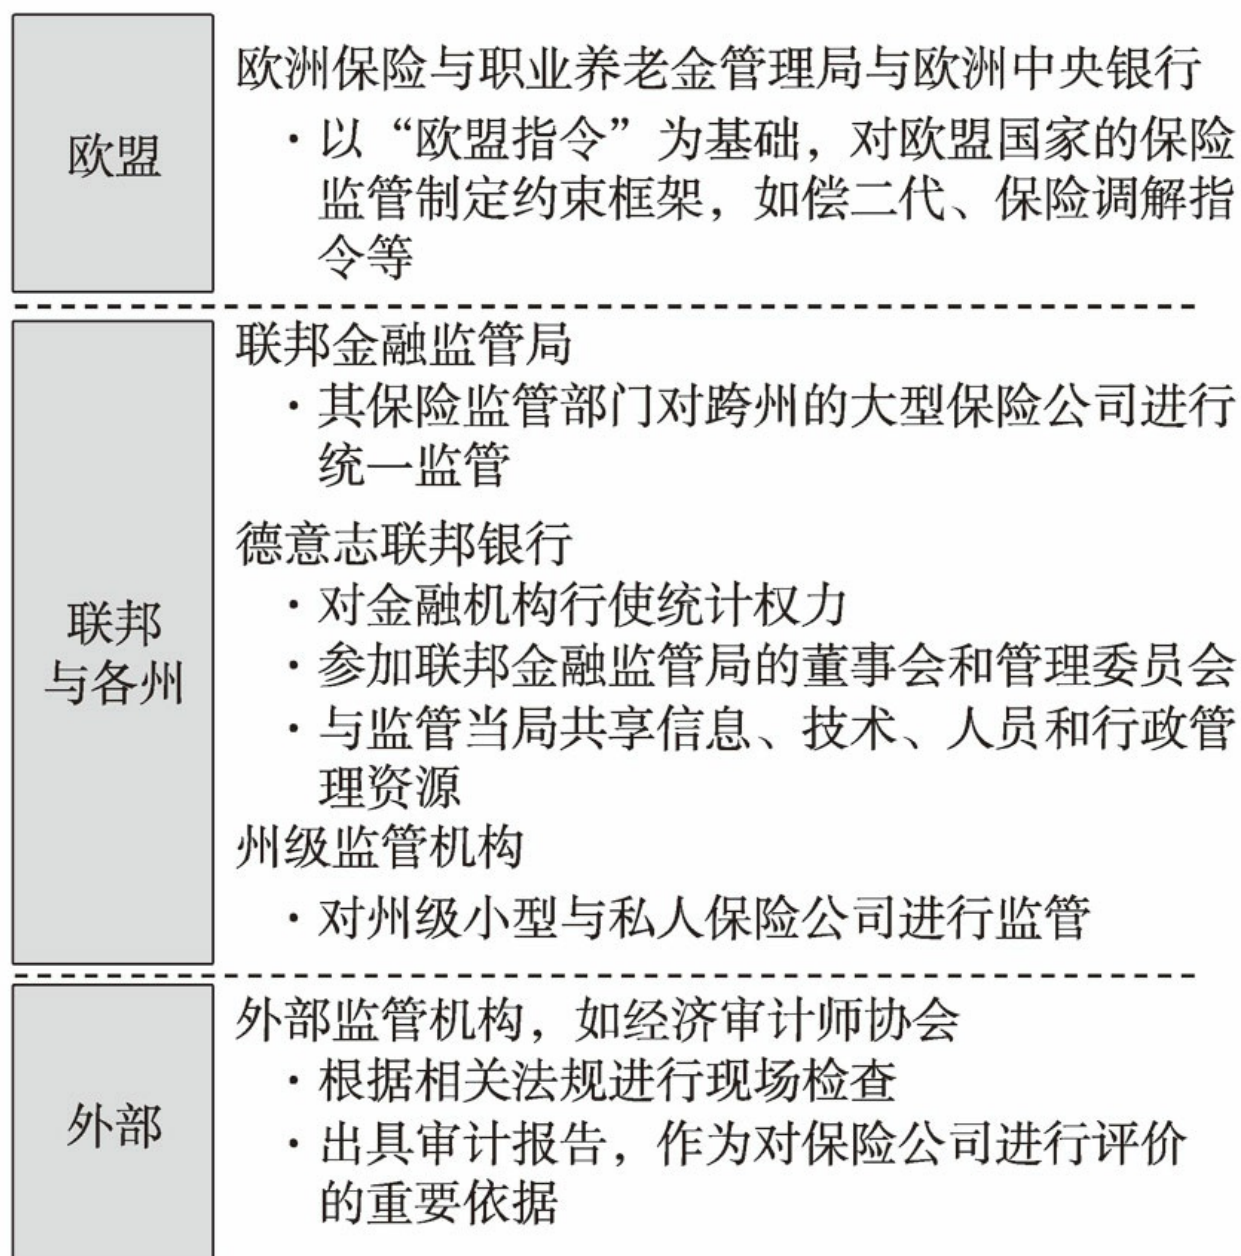 欧盟
欧洲保险与职业养老金管理局与欧洲中央银行
·以“欧盟指令”为基础，对欧盟国家的保险
监管制定约束框架，如偿二代、保险调解指
令等
联邦
与各州
联邦金融监管局
·其保险监管部门对跨州的大型保险公司进行
统一监管
德意志联邦银行
·对金融机构行使统计权力
·参加联邦金融监管局的董事会和管理委员会
·与监管当局共享信息、技术、人员和行政管
理资源
州级监管机构
·对州级小型与私人保险公司进行监管
外部
外部监管机构，如经济审计师协会
·根据相关法规进行现场检查
·出具审计报告，作为对保险公司进行评价
的重要依据